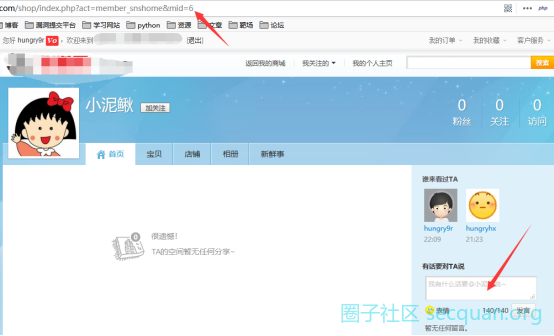 com/shop/index.php?act=member_snshome&mid=6
php
博客 漏洞提交平台 学习网站 python 资源 文章 靶场 论坛
您好 hungry9r V0 欢迎来到 [退出]
我的订单 我的收藏 客户服务
返回我的商城 我关注的 我的个人主页 搜索
小泥鳅 加关注
0 0 0
粉丝 关注 访问
首页 宝贝 店铺 相册 新鲜事
谁来看过TA
hungry9r hungryhx
22:09 21:23
0
很遗憾!
TA的空间暂无任何分享~
有话要对TA说
表情 140/140 发言
暂无任何留言。
圈子社区 secquan.org